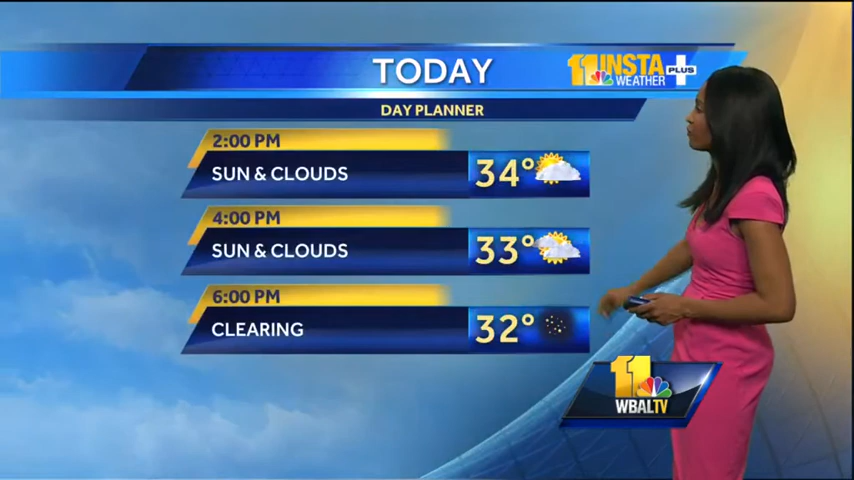 TODAY
11 INSTA
WEATHER
PLUS
DAY PLANNER
2:00 PM
SUN & CLOUDS
34°
4:00 PM
SUN & CLOUDS
33°
6:00 PM
CLEARING
32°
11
WBALTV